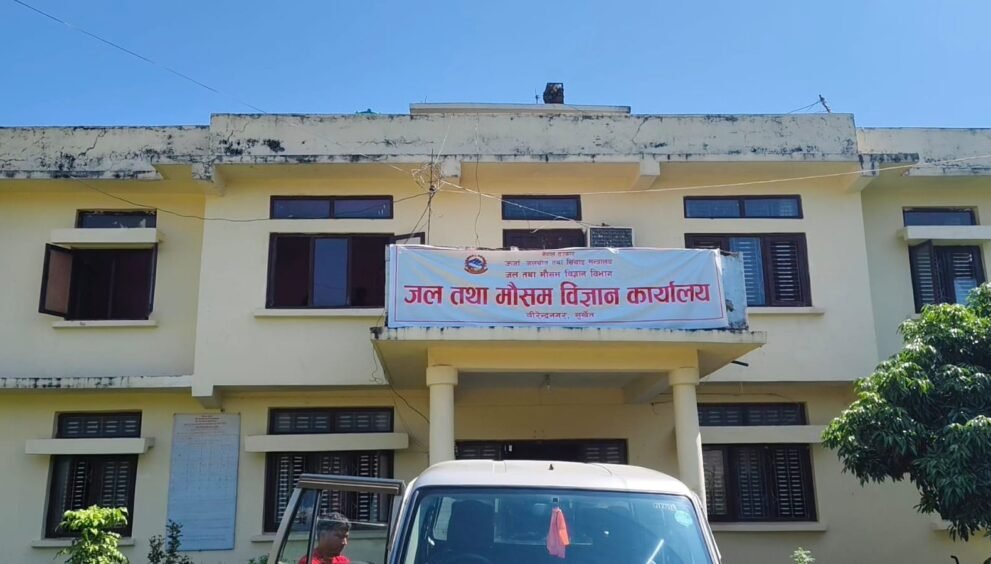 नेपाल सरकार
ऊर्जा, जलस्रोत तथा सिंचाइ मन्त्रालय
जल तथा मौसम विज्ञान विभाग
जल तथा मौसम विज्ञान कार्यालय
वीरेन्द्रनगर, सुर्खेत